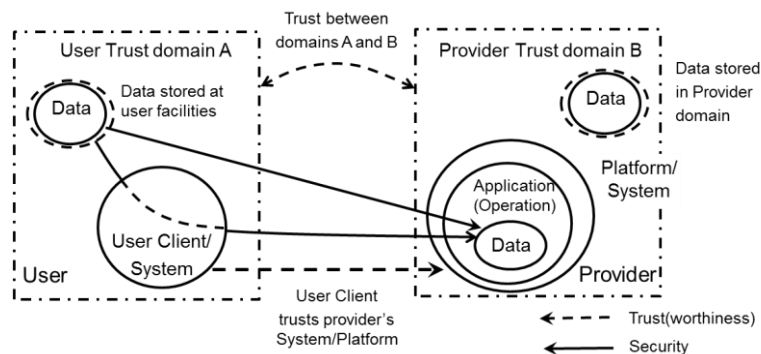 Trust between
domains A and B
User Trust domain A
Provider Trust domain B
Data
Data stored at
user facilities
Data
Data stored
in Provider
domain
Platform/
System
Application
(Operation)
Data
User Client/
System
User
Provider
User Client
trusts provider's
System/Platform
Trust(worthiness)
Security